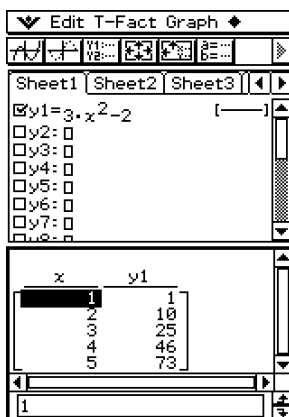 Edit T-Fact Graph
Sheet1 Sheet2 Sheet3
y1=3·x²-2 [—]
y2:
y3:
y4:
y5:
y6:
y7:
x y1
1 1
2 10
3 25
4 46
5 73
1